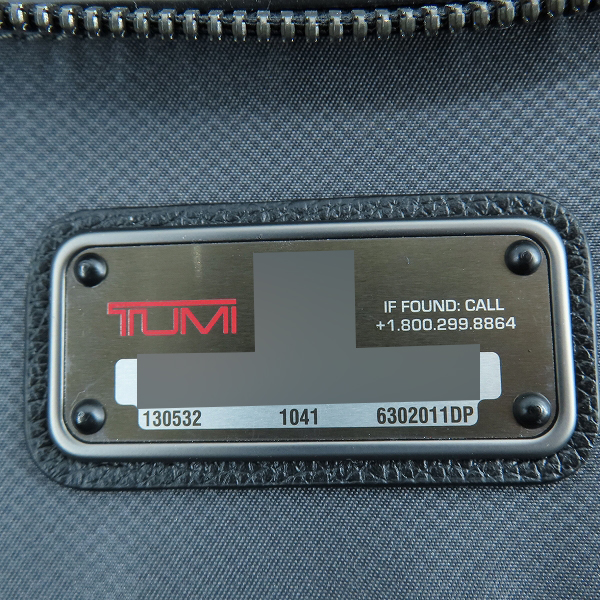 TUMI
IF FOUND: CALL
+1.800.299.8864
130532 1041 6302011DP